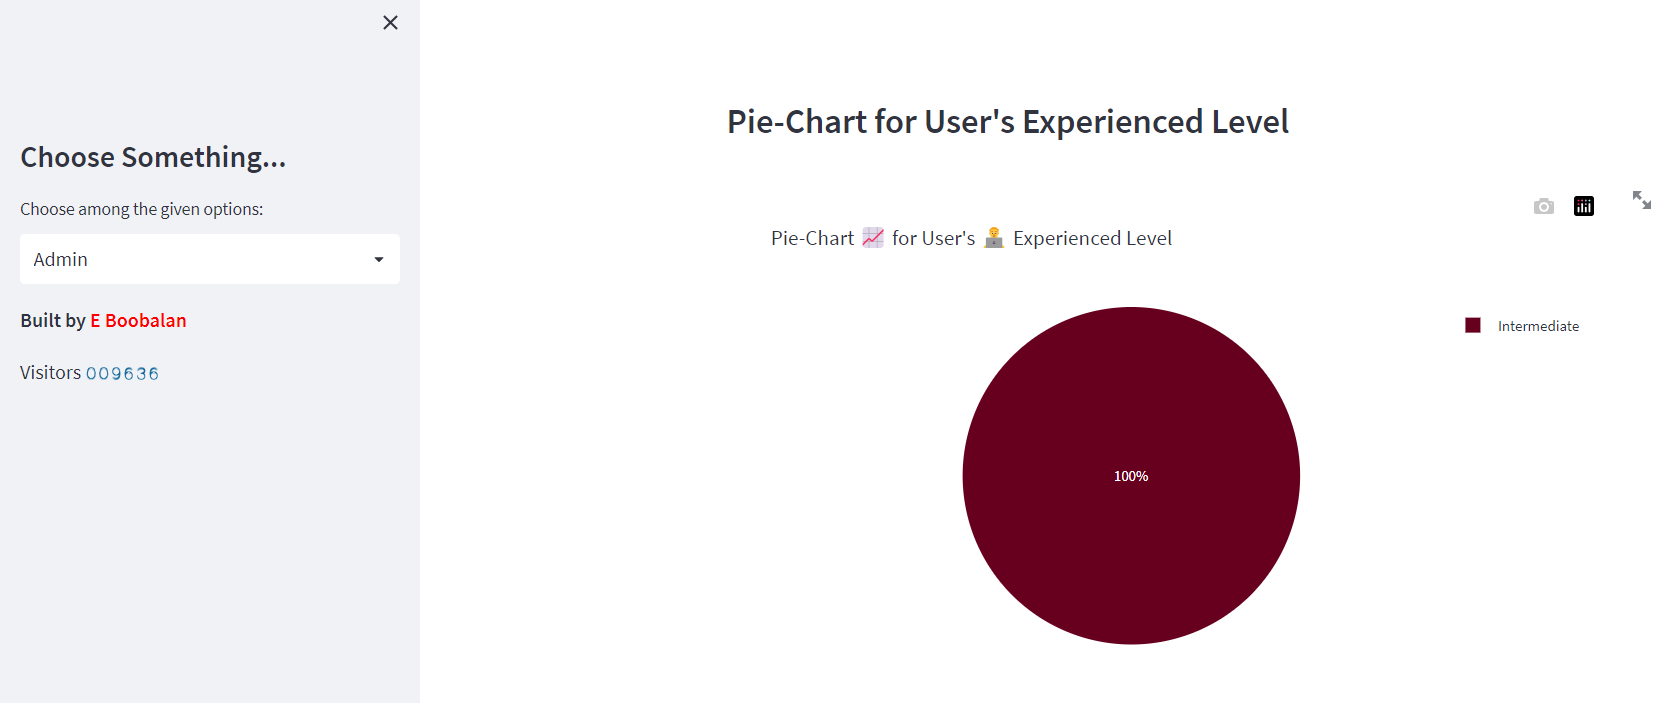 Choose Something...
Choose among the given options:
Admin
Built by E Boobalan
Visitors 009636
Pie-Chart for User's Experienced Level
Pie-Chart 📈 for User's 👨‍💻 Experienced Level
Intermediate
100%